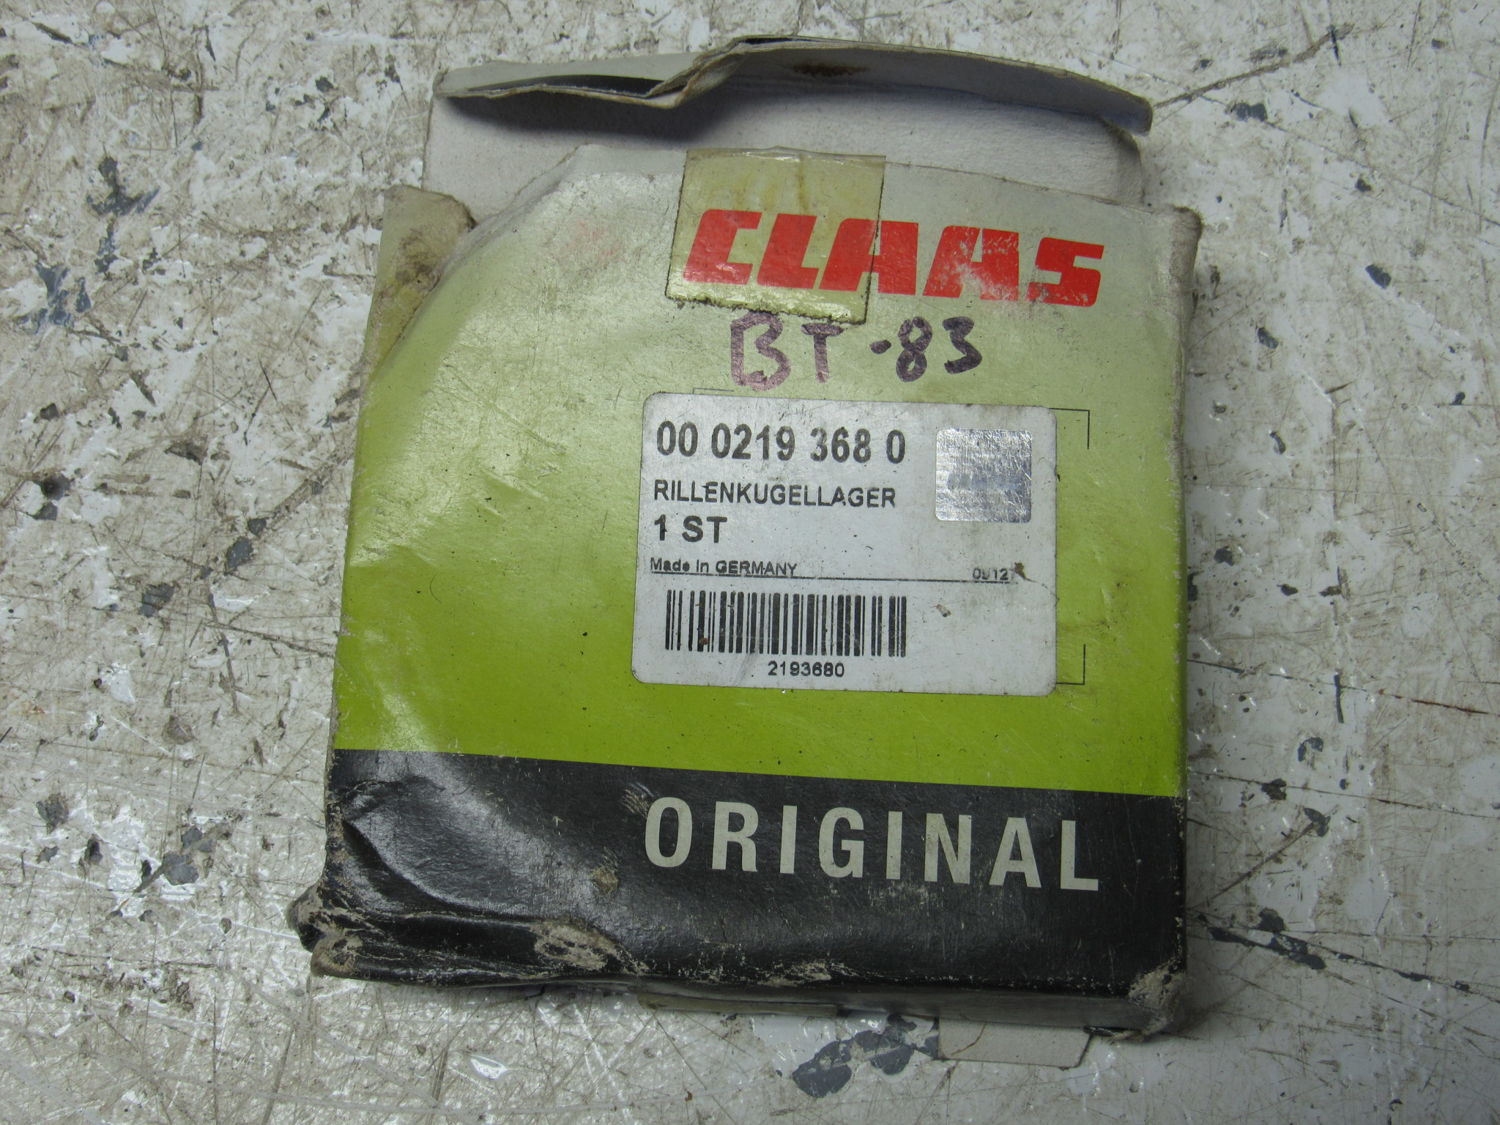 CLAAS
BT-83
00 0219 368 0
RILLENKUGELLAGER
1 ST
Made in GERMANY
2193680
ORIGINAL